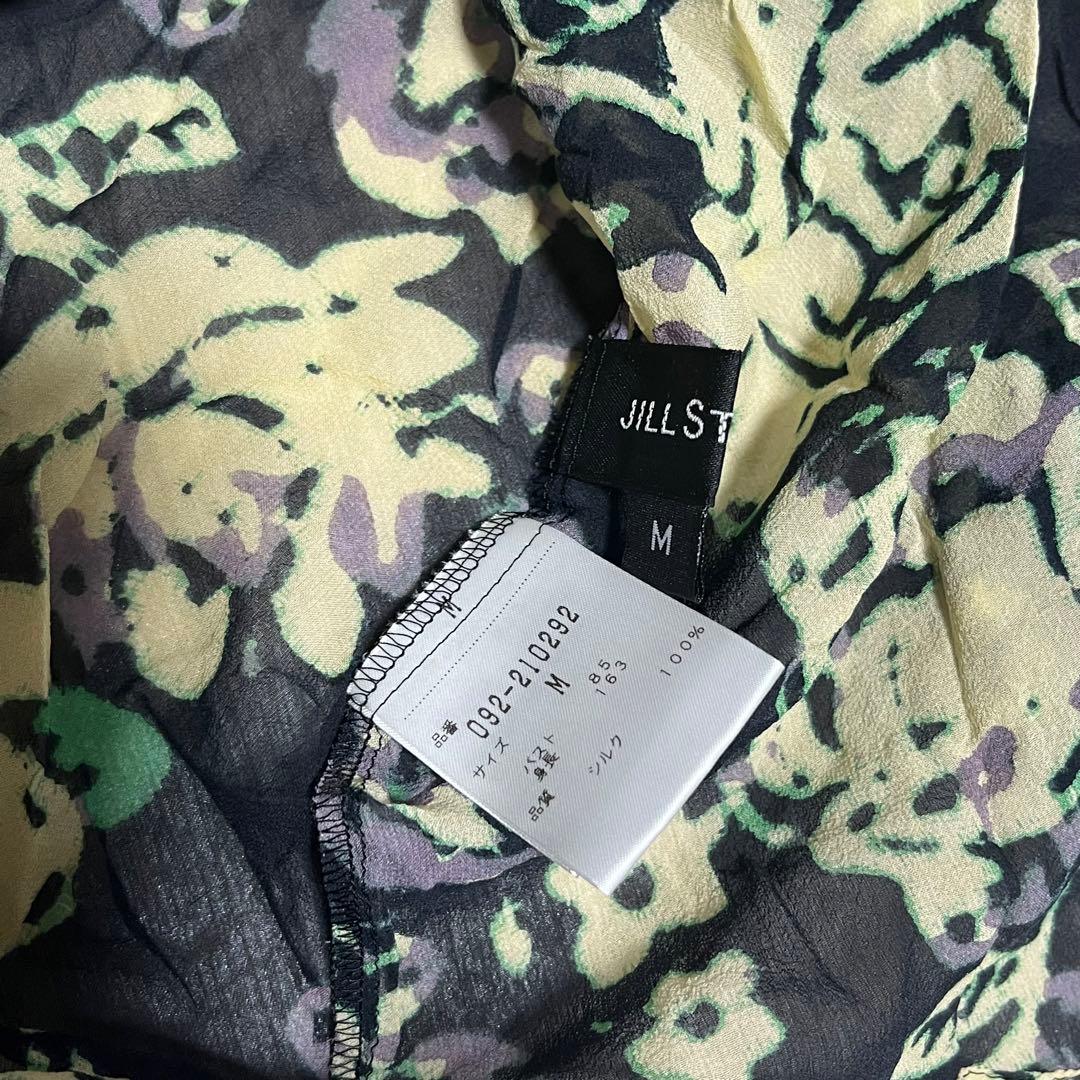 JILL ST
M
M
品番 092-210292
サイズ M
バスト 85
身長 163
品質 シルク 100%